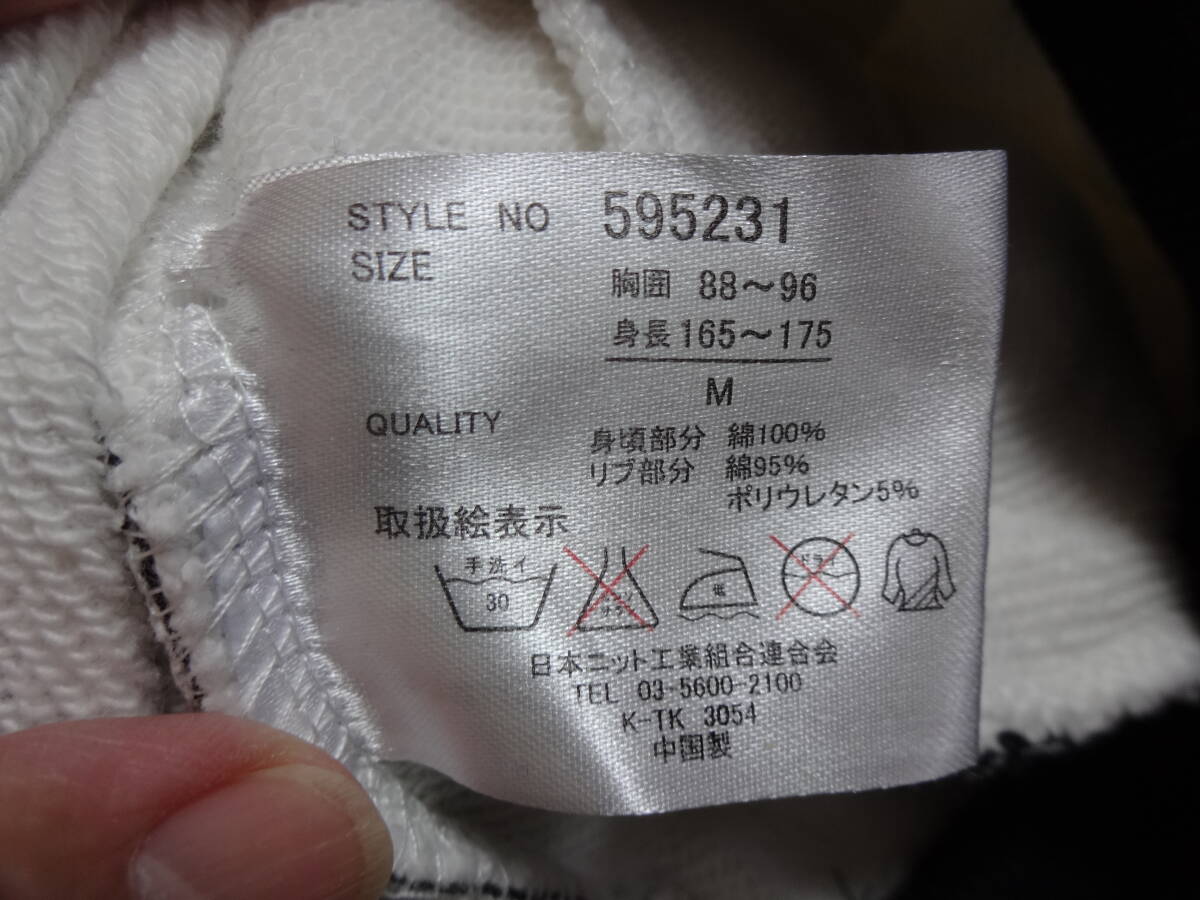 STYLE NO 595231
SIZE
胸囲 88～96
身長 165～175
M
QUALITY
身頃部分 綿100%
リブ部分 綿95%
ポリウレタン5%
取扱絵表示
手洗イ
30
日本ニット工業組合連合会
TEL 03-5600-2100
K-TK 3054
中国製